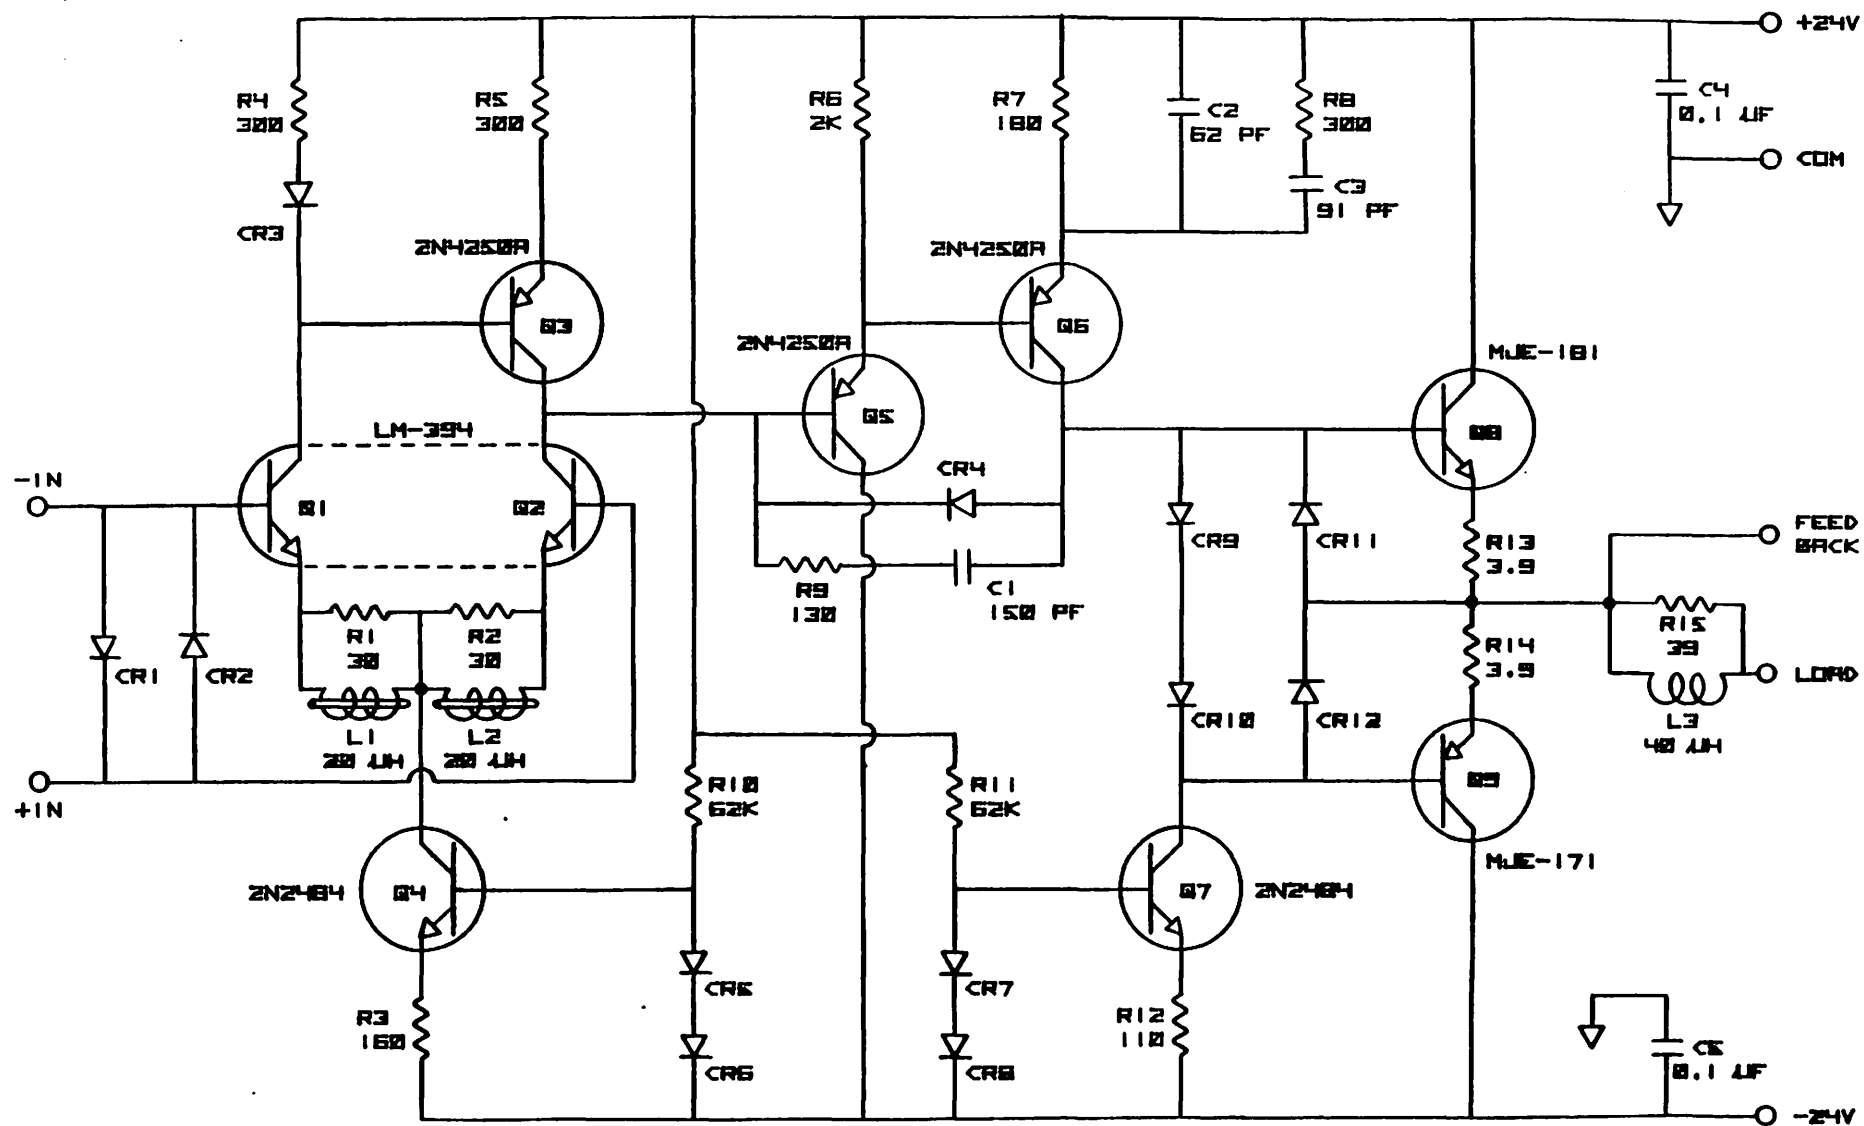 +24V
R4
300
R5
300
R6
2K
R7
180
C2
62 PF
R8
300
C4
0.1 UF
COM
C3
91 PF
CR3
2N4250A
2N4250A
Q3
Q6
2N4250A
MJE-181
Q5
LM-394
Q8
-IN
Q1
Q2
CR4
CR9
CR11
R13
3.9
FEED
BACK
R9
130
C1
150 PF
R1
30
R2
30
R14
3.9
R15
39
CR1
CR2
LOAD
L1
20 UH
L2
20 UH
CR10
CR12
L3
40 UH
+IN
R10
62K
R11
62K
Q9
MJE-171
2N2484
Q4
Q7
2N2484
CR5
CR7
R3
160
R12
110
CR6
CR8
C5
0.1 UF
-24V